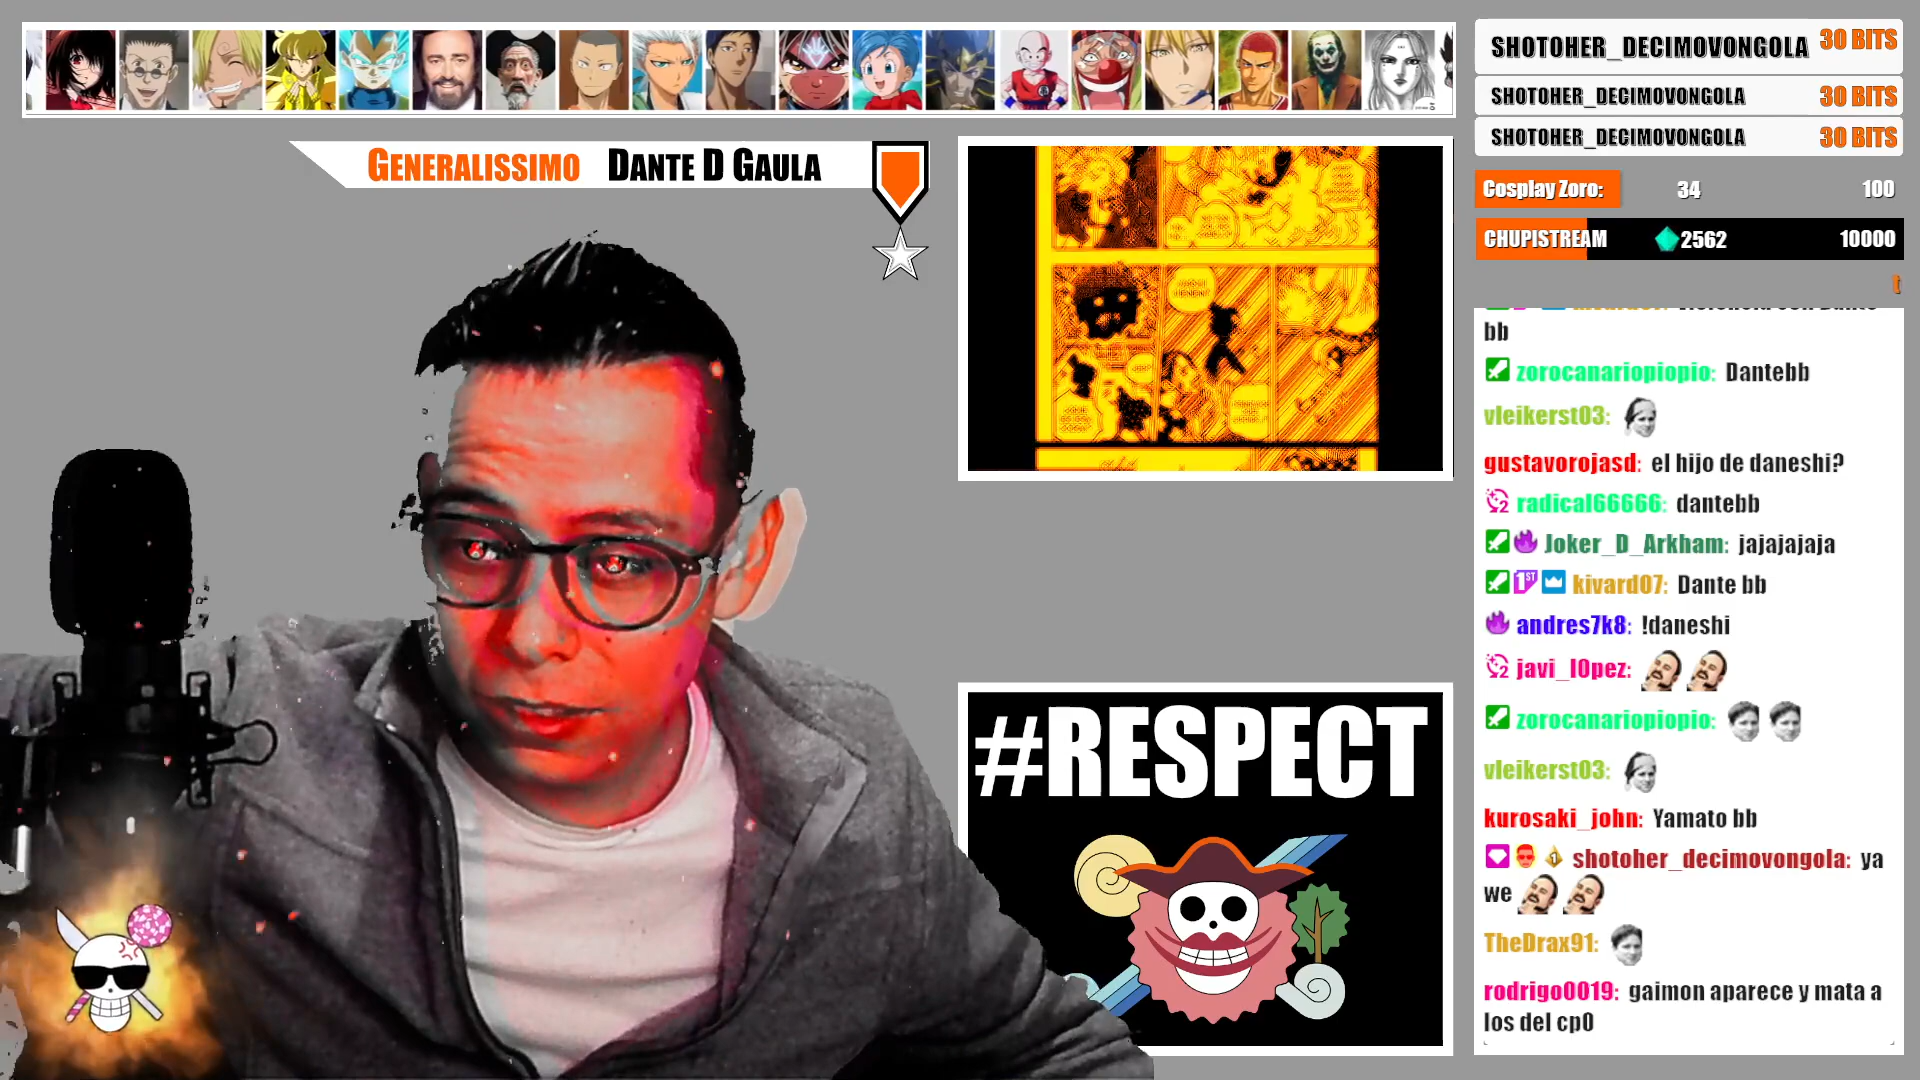 GENERALISSIMO DANTE D GAULA
#RESPECT
SHOTOHER_DECIMOVONGOLA 30 BITS
SHOTOHER_DECIMOVONGOLA 30 BITS
SHOTOHER_DECIMOVONGOLA 30 BITS
Cosplay Zoro: 34 100
CHUPISTREAM 2562 10000
t
bb
zorocanariopiopio: Dantebb
vleikerst03:
gustavorojasd: el hijo de daneshi?
radical66666: dantebb
Joker_D_Arkham: jajajajaja
kivard07: Dante bb
andres7k8: !daneshi
javi_l0pez:
zorocanariopiopio:
vleikerst03:
kurosaki_john: Yamato bb
shotoher_decimovongola: ya
we
TheDrax91:
rodrigo0019: gaimon aparece y mata a
los del cp0